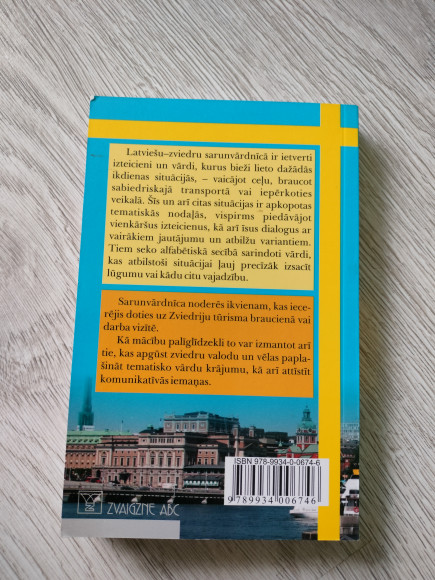 Latviešu–zviedru sarunvārdnīcā ir ietverti
izteicieni un vārdi, kurus bieži lieto dažādās
ikdienas situācijās, – vaicājot ceļu, braucot
sabiedriskajā transportā vai iepērkoties
veikalā. Šīs un arī citas situācijas ir apkopotas
tematiskās nodaļās, vispirms piedāvājot
vienkāršus izteicienus, kā arī īsus dialogus ar
vairākiem jautājumu un atbilžu variantiem.
Tiem seko alfabētiskā secībā sarindoti vārdi,
kas atbilstoši situācijai ļauj precīzāk izsacīt
lūgumu vai kādu citu vajadzību.
Sarunvārdnīca noderēs ikvienam, kas iece-
rējis doties uz Zviedriju tūrisma braucienā vai
darba vizītē.
Kā mācību palīglīdzekli to var izmantot arī
tie, kas apgūst zviedru valodu un vēlas papla-
šināt tematisko vārdu krājumu, kā arī attīstīt
komunikatīvās iemaņas.
ISBN 978-9934-0-0674-6
9 789934 006746
ZVAIGZNE ABC